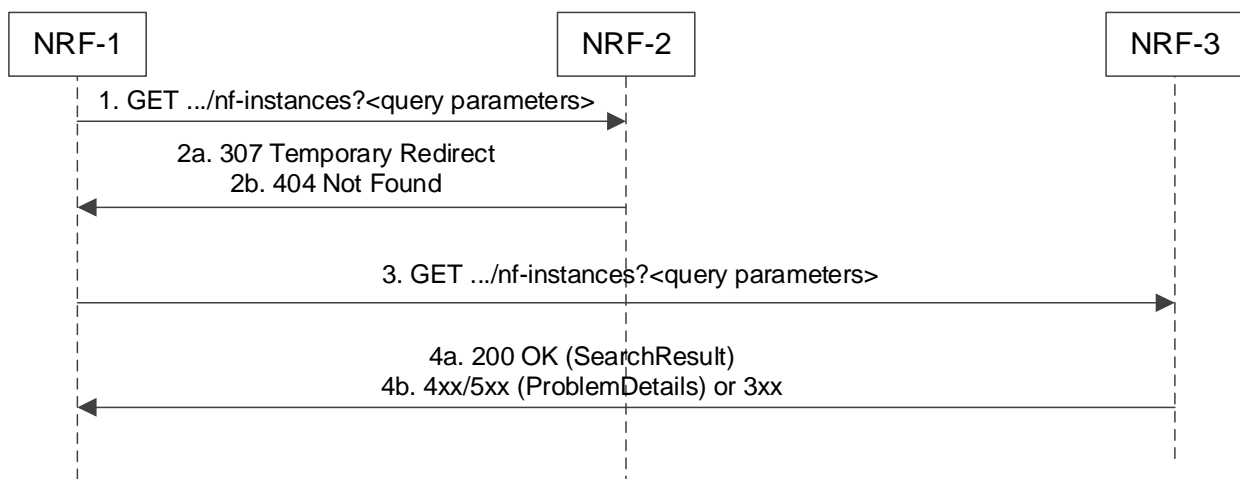 NRF-1
NRF-2
NRF-3
1. GET .../nf-instances?<query parameters>
2a. 307 Temporary Redirect
2b. 404 Not Found
3. GET .../nf-instances?<query parameters>
4a. 200 OK (SearchResult)
4b. 4xx/5xx (ProblemDetails) or 3xx